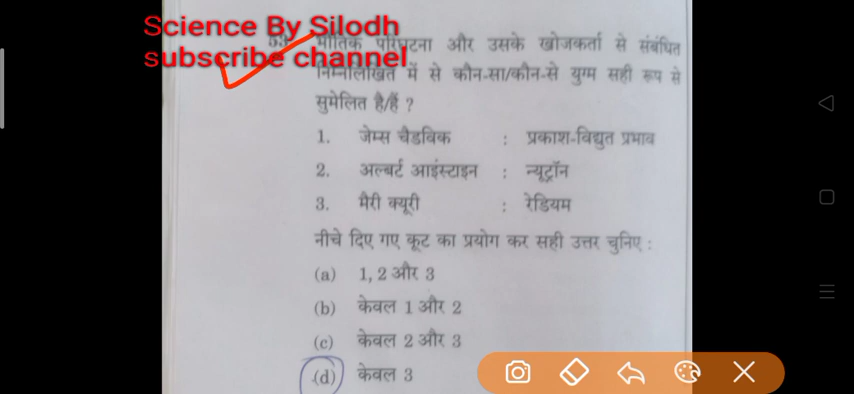 Science By Silodh
53. भौतिक परिघटना और उसके खोजकर्ता से संबंधित
subscribe channel
निम्नलिखित में से कौन-सा/कौन-से युग्म सही रूप से
सुमेलित है/हैं ?
1. जेम्स चैडविक : प्रकाश-विद्युत प्रभाव
2. अल्बर्ट आइंस्टाइन : न्यूट्रॉन
3. मैरी क्यूरी : रेडियम
नीचे दिए गए कूट का प्रयोग कर सही उत्तर चुनिए :
(a) 1, 2 और 3
(b) केवल 1 और 2
(c) केवल 2 और 3
(d) केवल 3